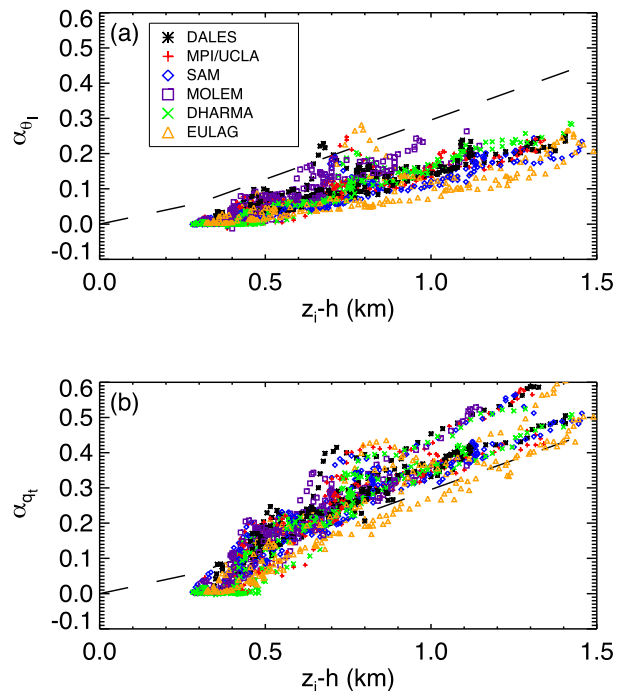 (a)
DALES
MPI/UCLA
SAM
MOLEM
DHARMA
EULAG
0.6
0.5
0.4
0.3
0.2
0.1
0.0
-0.1
αθl
0.0 0.5 1.0 1.5
zi-h (km)
(b)
0.6
0.5
0.4
0.3
0.2
0.1
0.0
-0.1
αqt
0.0 0.5 1.0 1.5
zi-h (km)